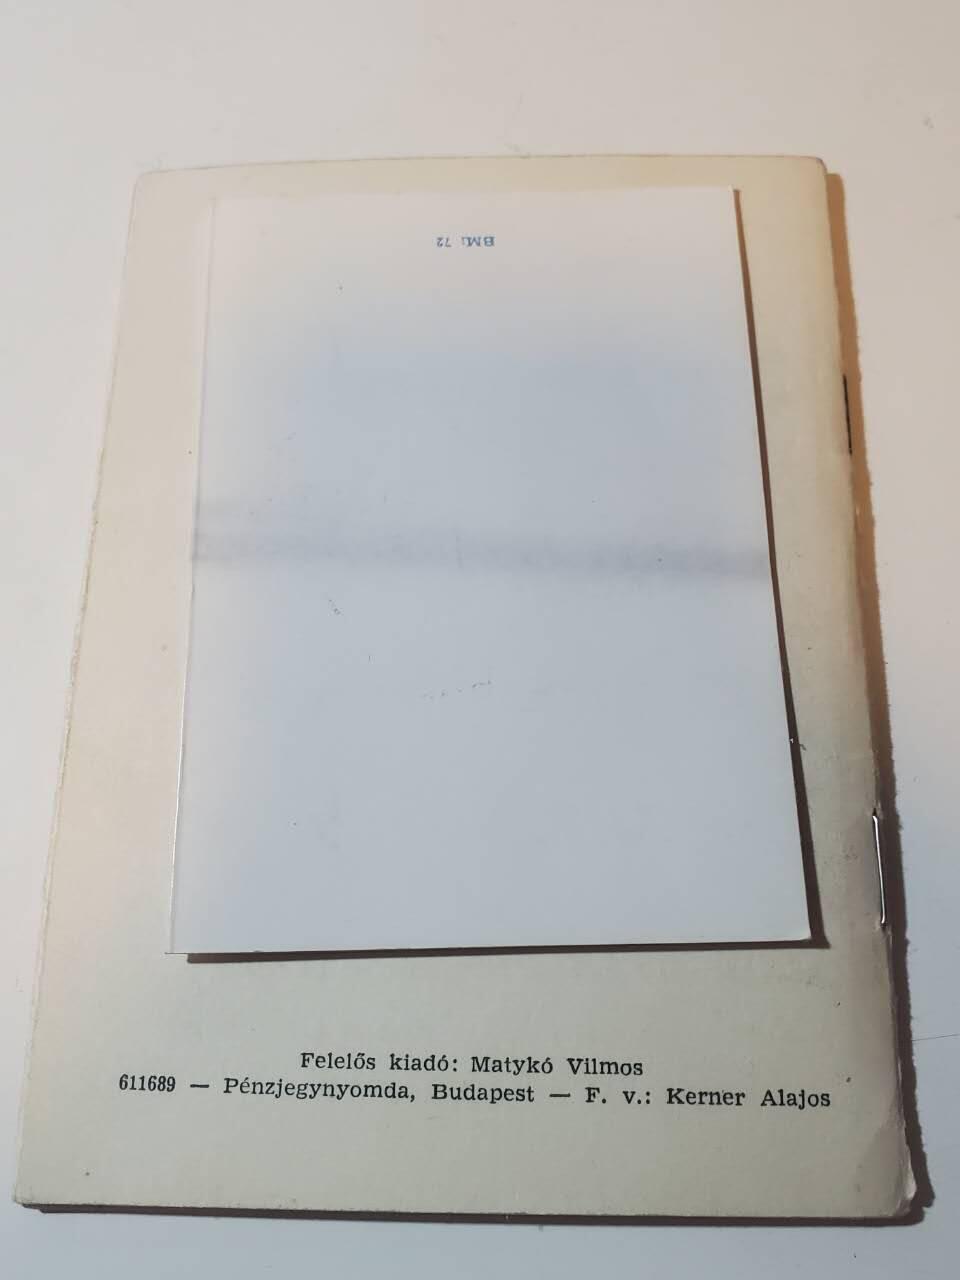 BM: 72
Felelős kiadó: Matykó Vilmos
611689 — Pénzjegynyomda, Budapest — F. v.: Kerner Alajos